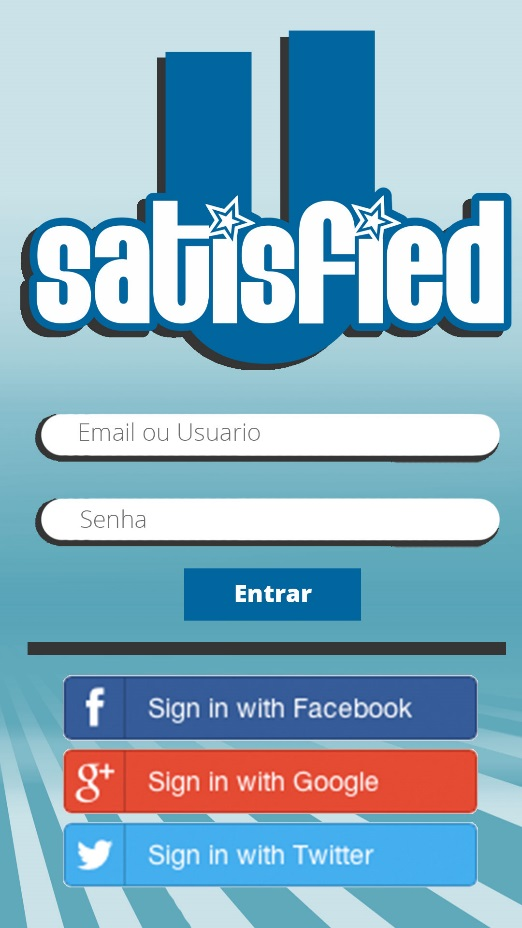 U
satisfied
Email ou Usuario
Senha
Entrar
f
Sign in with Facebook
g+
Sign in with Google
Sign in with Twitter